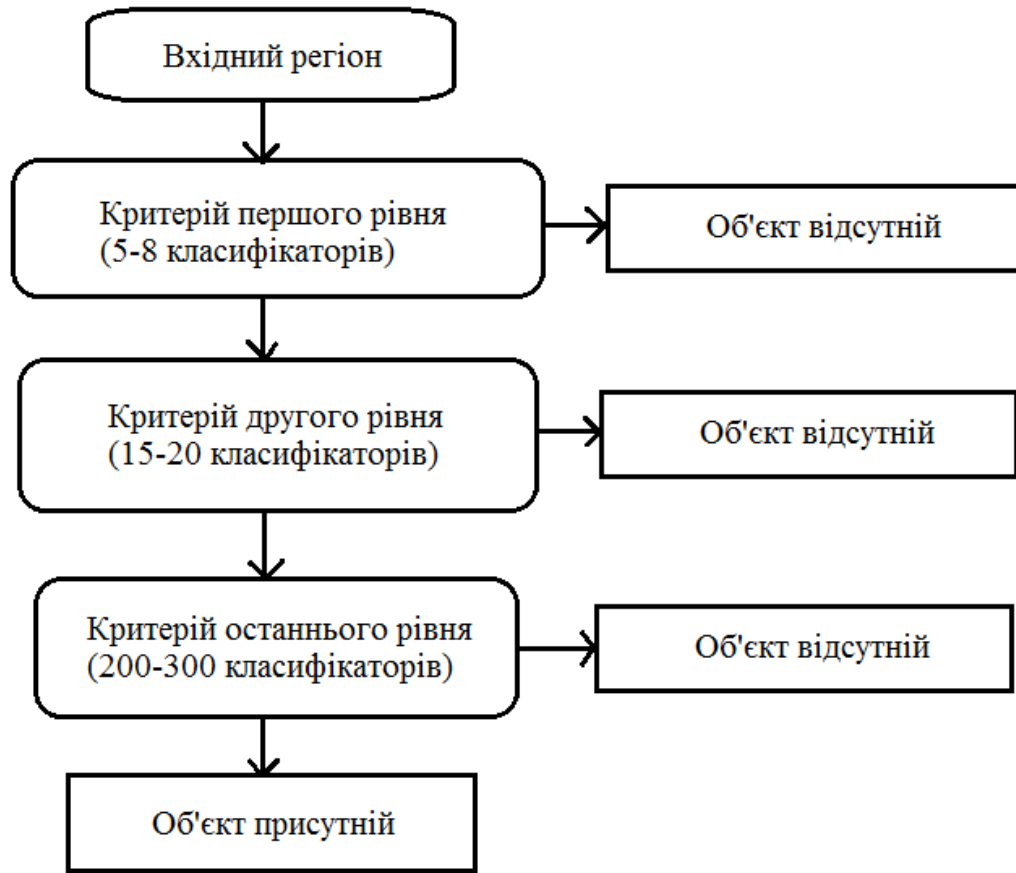 Вхідний регіон
Критерій першого рівня
(5-8 класифікаторів)
Об'єкт відсутній
Критерій другого рівня
(15-20 класифікаторів)
Об'єкт відсутній
Критерій останнього рівня
(200-300 класифікаторів)
Об'єкт відсутній
Об'єкт присутній